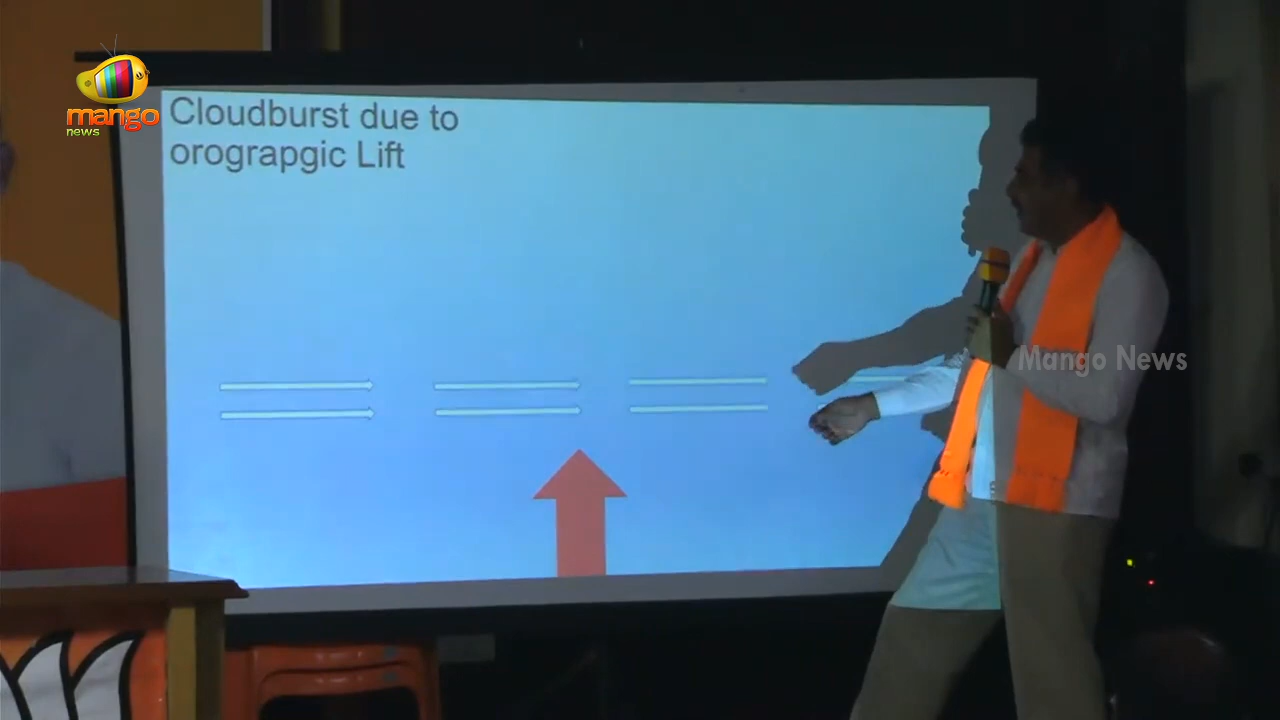 mango
news
Cloudburst due to
orograpgic Lift
Mango News